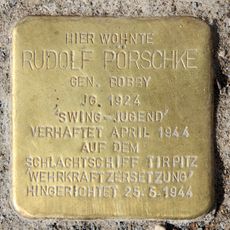 HIER WOHNTE
RUDOLF PORSCHKE
GEN. BOBBY
JG. 1924
'SWING-JUGEND'
VERHAFTET APRIL 1944
AUF DEM
SCHLACHTSCHIFF TIRPITZ
'WEHRKRAFTZERSETZUNG'
HINGERICHTET 25.5.1944